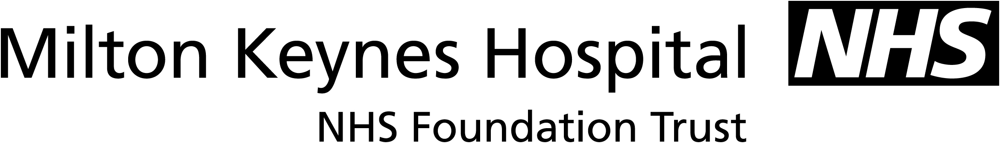 Milton Keynes Hospital NHS
NHS Foundation Trust